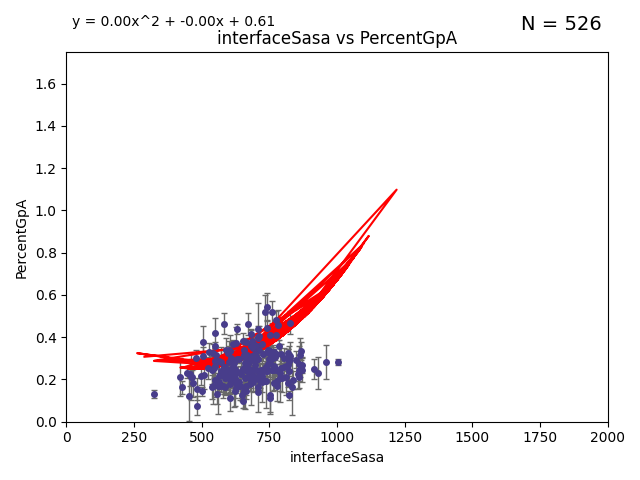 y = 0.00x^2 + -0.00x + 0.61
N = 526
interfaceSasa vs PercentGpA
1.6
1.4
1.2
1.0
0.8
0.6
0.4
0.2
0.0
PercentGpA
0 250 500 750 1000 1250 1500 1750 2000
interfaceSasa